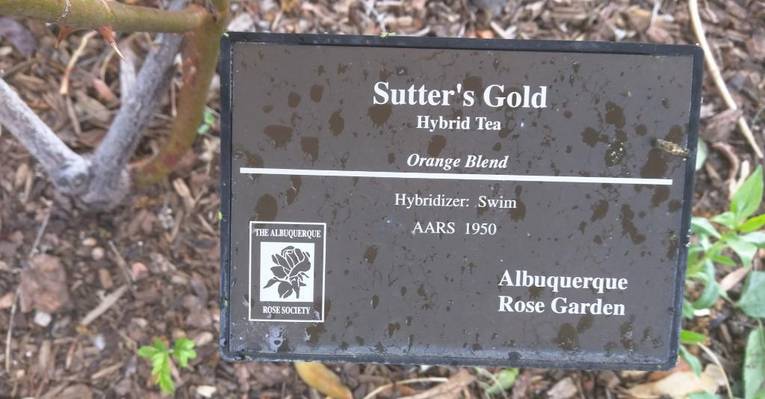 Sutter's Gold
Hybrid Tea
Orange Blend
Hybridizer: Swim
AARS 1950
THE ALBUQUERQUE
ROSE SOCIETY
Albuquerque
Rose Garden